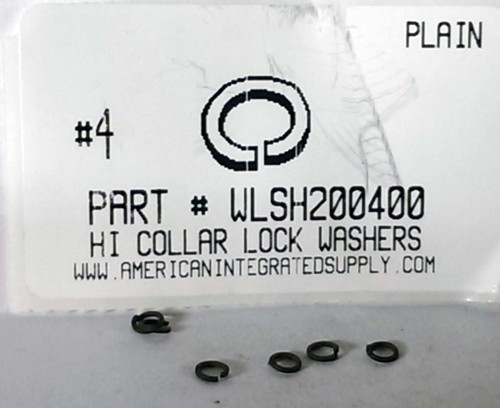 PLAIN
#4
PART # WLSH200400
HI COLLAR LOCK WASHERS
WWW.AMERICANINTEGRATEDSUPPLY.COM